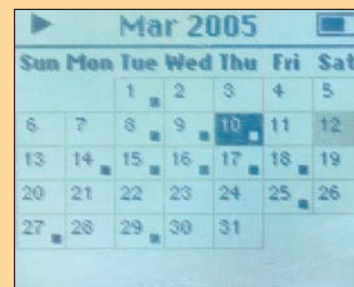 Mar 2005
Sun Mon Tue Wed Thu Fri Sat
1 2 3 4 5
6 7 8 9 10 11 12
13 14 15 16 17 18 19
20 21 22 23 24 25 26
27 28 29 30 31